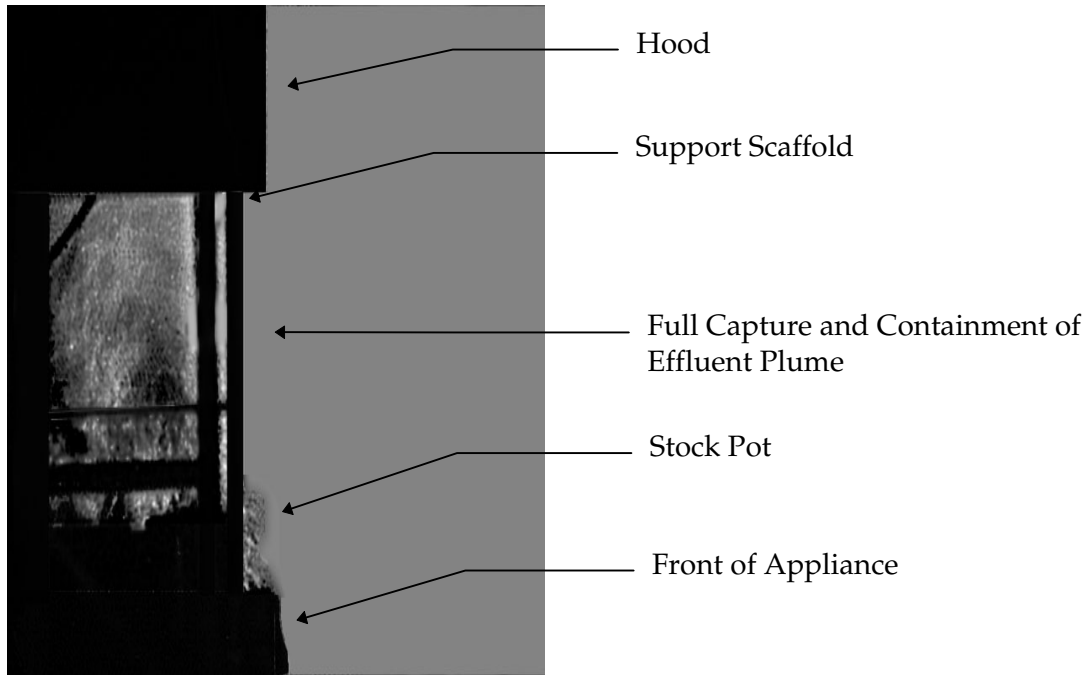 Hood
Support Scaffold
Full Capture and Containment of
Effluent Plume
Stock Pot
Front of Appliance